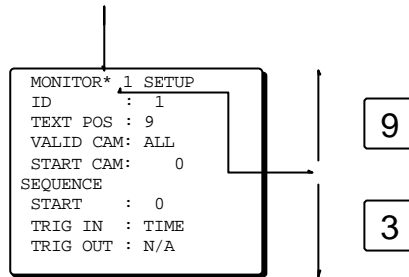 MONITOR* 1 SETUP
ID : 1
TEXT POS : 9
VALID CAM: ALL
START CAM: 0
SEQUENCE
START : 0
TRIG IN : TIME
TRIG OUT : N/A
9
3